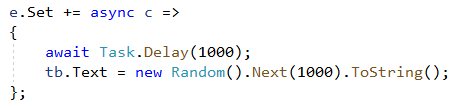 e.Set += async c =>
{
    await Task.Delay(1000);
    tb.Text = new Random().Next(1000).ToString();
};